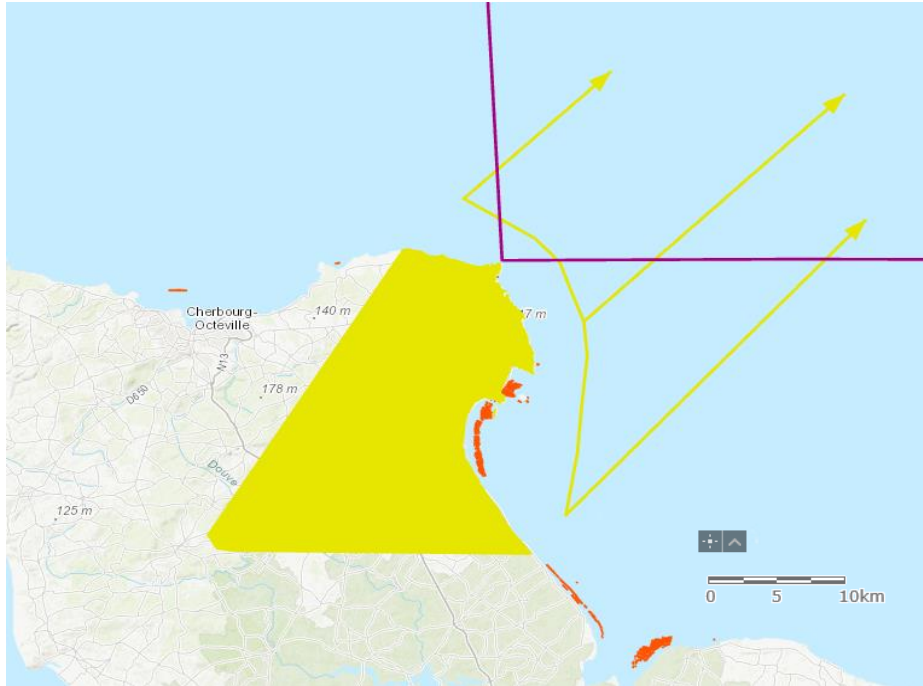 Cherbourg-
Octeville
140 m
17 m
N13
D650
178 m
Douve
125 m
0 5 10km